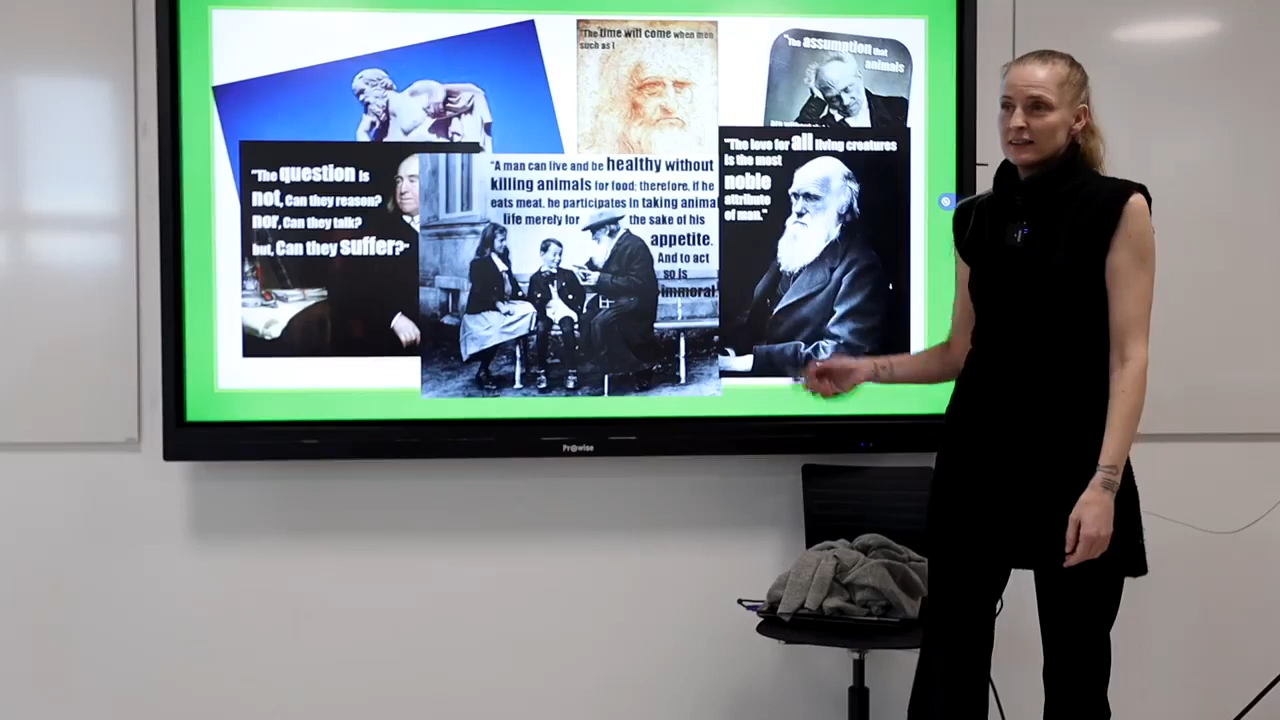 "The time will come when men
such as I
"The assumption that
animals
"The question is
not, Can they reason?
nor, Can they talk?
but, Can they suffer?"
"A man can live and be healthy without
killing animals for food; therefore, if he
eats meat, he participates in taking anima
life merely for the sake of his
appetite.
And to act
so is
immoral
"The love for all living creatures
is the most
noble
attribute
of man."
Prowise